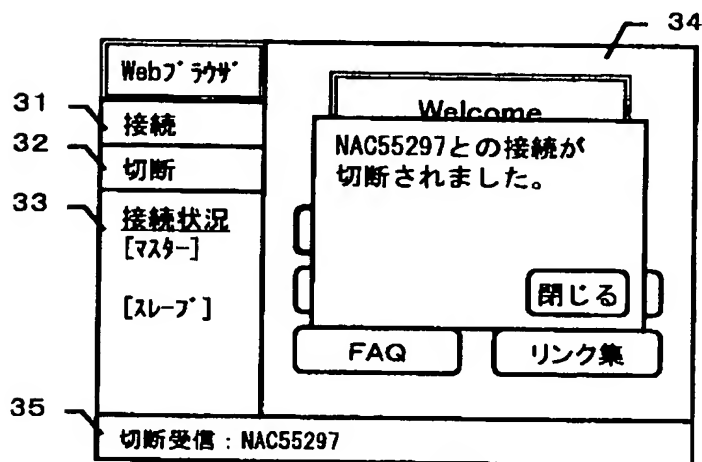 34
Webブラウザ
31
接続
32
切断
33
接続状況
[マスター]
[スレーブ]
Welcome
NAC55297との接続が
切断されました。
閉じる
FAQ
リンク集
35
切断受信：NAC55297